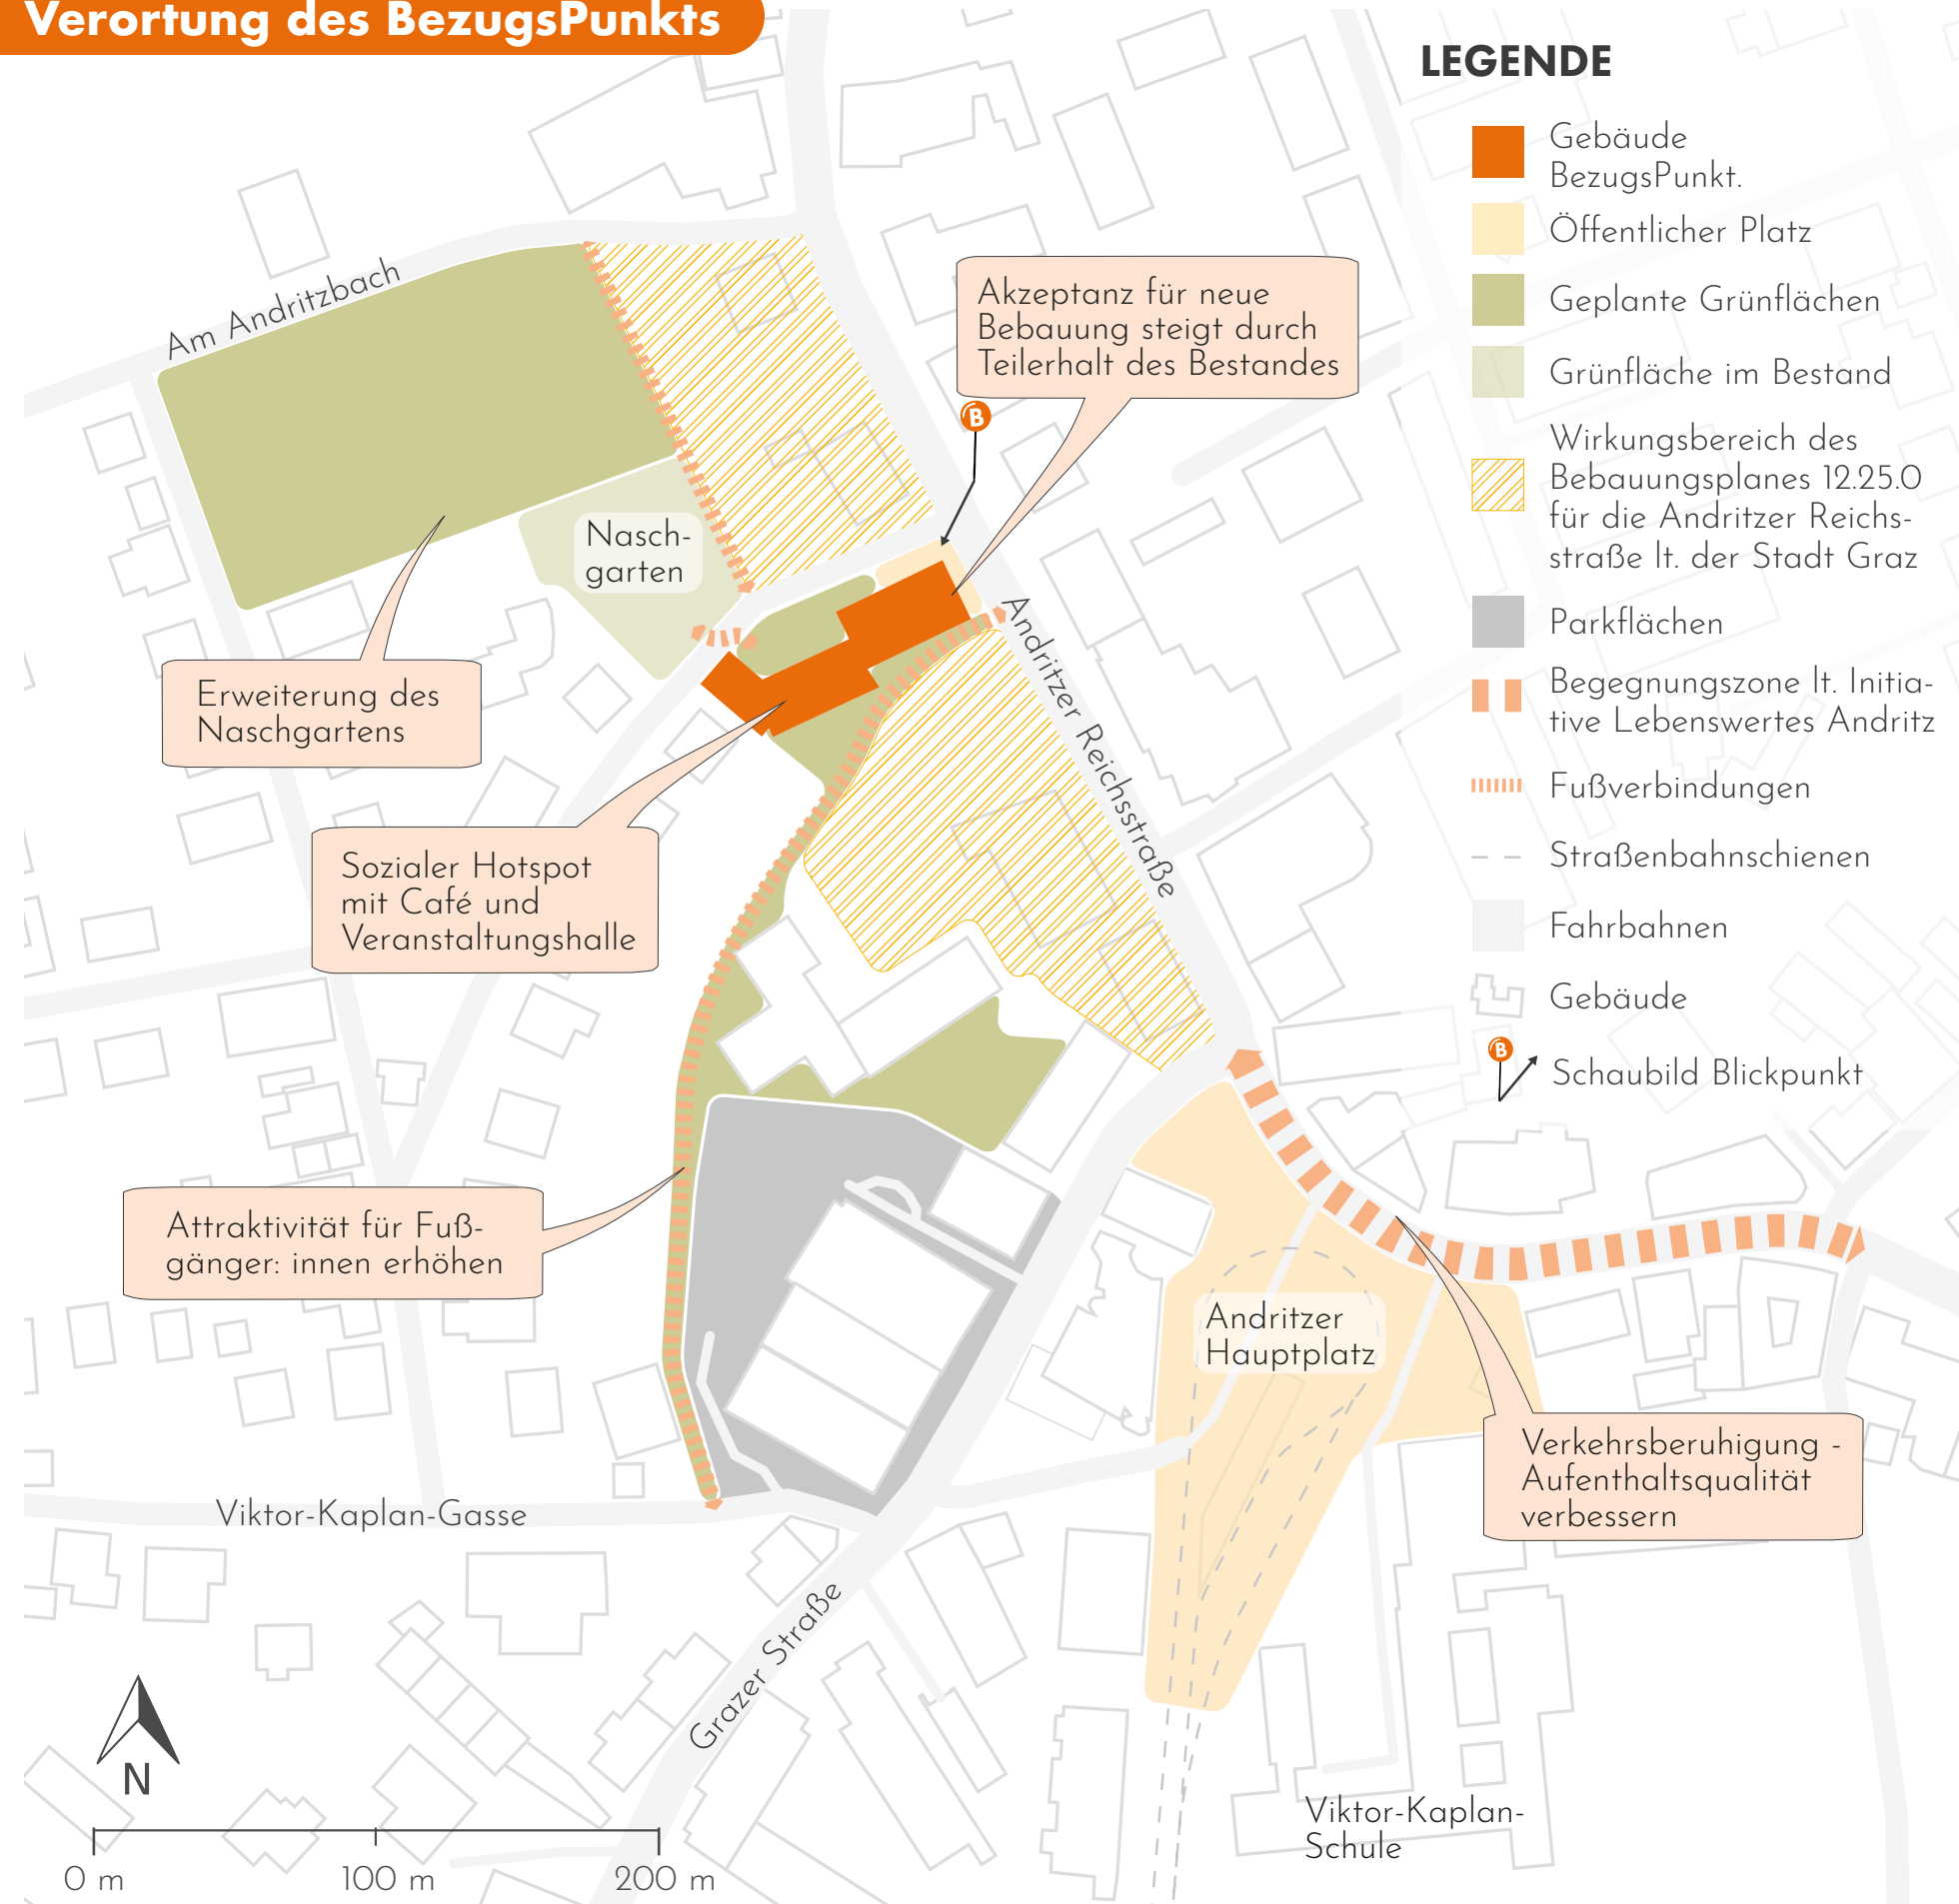 Verortung des BezugsPunkts
LEGENDE
Gebäude
BezugsPunkt.
Öffentlicher Platz
Geplante Grünflächen
Grünfläche im Bestand
Wirkungsbereich des
Bebauungsplanes 12.25.0
für die Andritzer Reichs-
straße lt. der Stadt Graz
Parkflächen
Begegnungszone lt. Initia-
tive Lebenswertes Andritz
Fußverbindungen
Straßenbahnschienen
Fahrbahnen
Gebäude
B
Schaubild Blickpunkt
Am Andritzbach
Akzeptanz für neue
Bebauung steigt durch
Teilerhalt des Bestandes
B
Nasch-
garten
Andritzer Reichsstraße
Erweiterung des
Naschgartens
Sozialer Hotspot
mit Café und
Veranstaltungshalle
Attraktivität für Fuß-
gänger: innen erhöhen
Andritzer
Hauptplatz
Verkehrsberuhigung -
Aufenthaltsqualität
verbessern
Viktor-Kaplan-Gasse
Grazer Straße
Viktor-Kaplan-
Schule
N
0 m
100 m
200 m